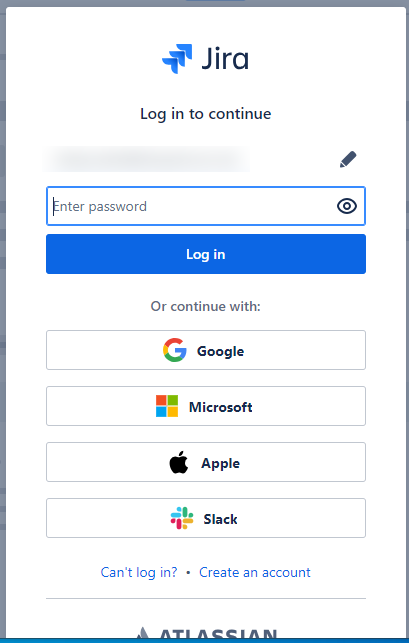 Jira
Log in to continue
Enter password
Log in
Or continue with:
Google
Microsoft
Apple
Slack
Can't log in? • Create an account
ATLASSIAN